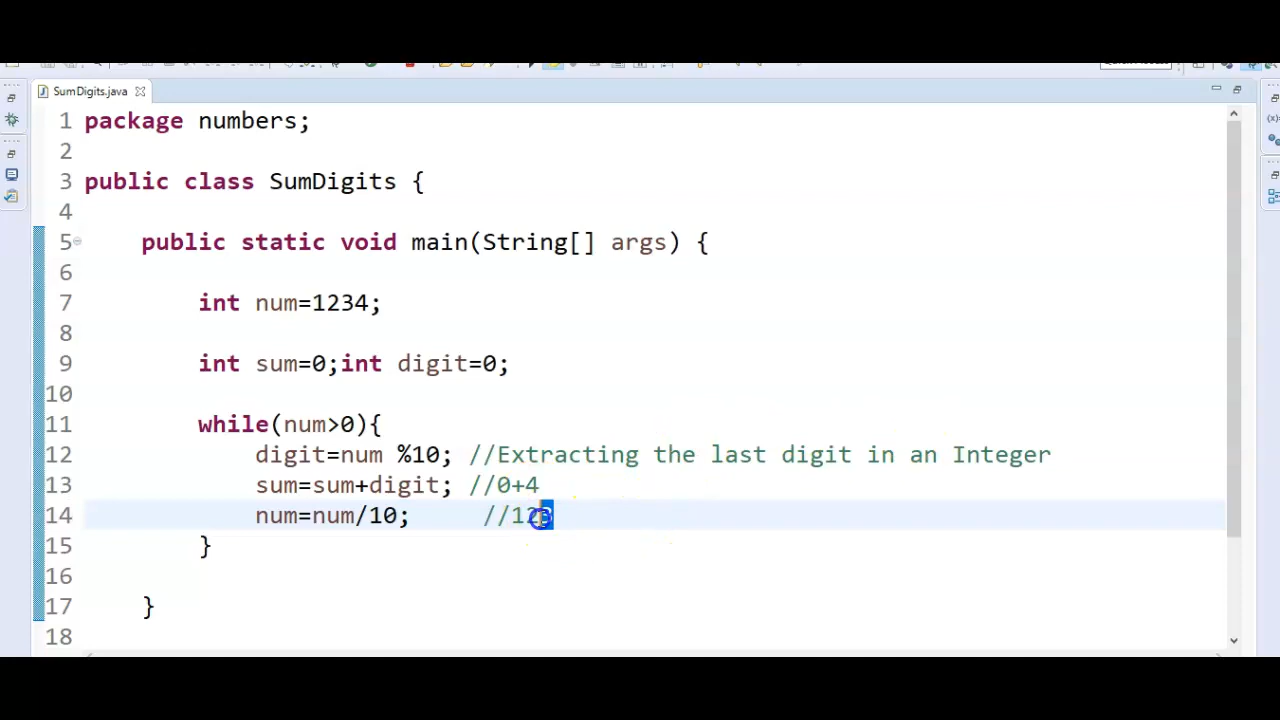 SumDigits.java
1 package numbers;
2
3 public class SumDigits {
4
5 public static void main(String[] args) {
6
7 int num=1234;
8
9 int sum=0;int digit=0;
10
11 while(num>0){
12 digit=num %10; //Extracting the last digit in an Integer
13 sum=sum+digit; //0+4
14 num=num/10; //123
15 }
16
17 }
18